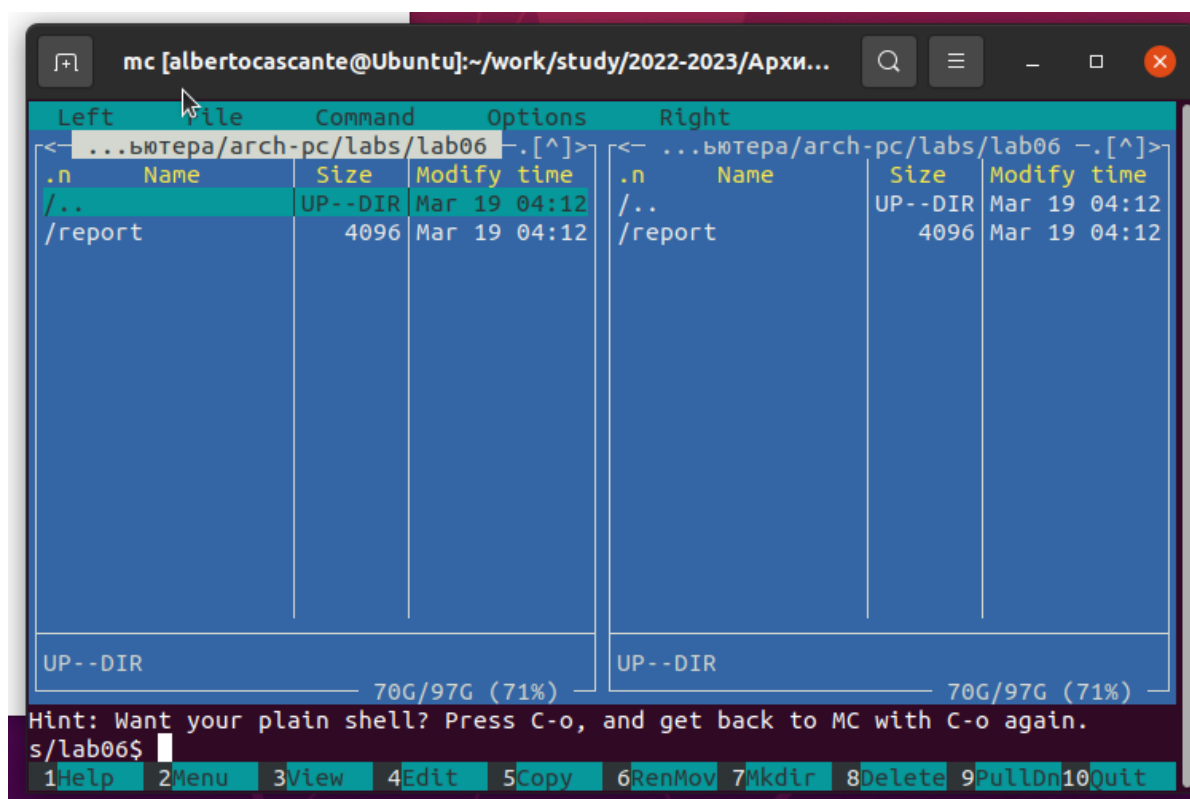 mc [albertocascante@Ubuntu]:~/work/study/2022-2023/Архи...
Left File Command Options Right
<─ ...ьютера/arch-pc/labs/lab06 ─.[^]> <─ ...ьютера/arch-pc/labs/lab06 ─.[^]>
.n Name Size Modify time .n Name Size Modify time
/.. UP--DIR Mar 19 04:12 /.. UP--DIR Mar 19 04:12
/report 4096 Mar 19 04:12 /report 4096 Mar 19 04:12
UP--DIR UP--DIR
70G/97G (71%) 70G/97G (71%)
Hint: Want your plain shell? Press C-o, and get back to MC with C-o again.
s/lab06$
1Help 2Menu 3View 4Edit 5Copy 6RenMov 7Mkdir 8Delete 9PullDn 10Quit